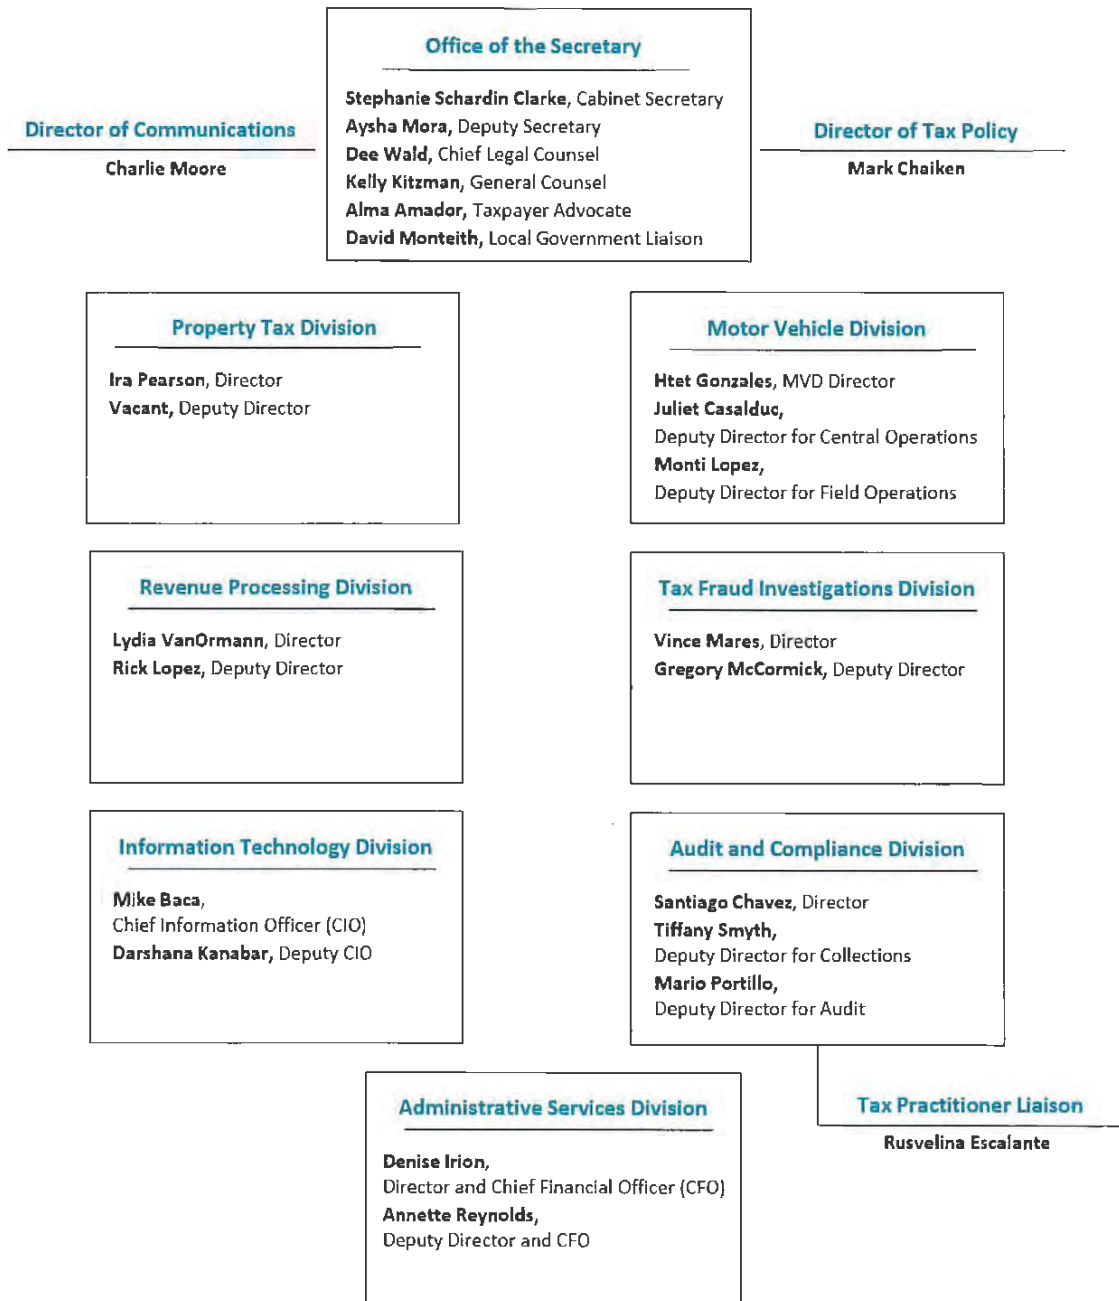 Office of the Secretary
Stephanie Schardin Clarke, Cabinet Secretary
Aysha Mora, Deputy Secretary
Dee Wald, Chief Legal Counsel
Kelly Kitzman, General Counsel
Alma Amador, Taxpayer Advocate
David Monteith, Local Government Liaison
Director of Communications
Charlie Moore
Director of Tax Policy
Mark Chaiken
Property Tax Division
Ira Pearson, Director
Vacant, Deputy Director
Motor Vehicle Division
Htet Gonzales, MVD Director
Juliet Casalduc,
Deputy Director for Central Operations
Monti Lopez,
Deputy Director for Field Operations
Revenue Processing Division
Lydia VanOrmann, Director
Rick Lopez, Deputy Director
Tax Fraud Investigations Division
Vince Mares, Director
Gregory McCormick, Deputy Director
Information Technology Division
Mike Baca,
Chief Information Officer (CIO)
Darshana Kanabar, Deputy CIO
Audit and Compliance Division
Santiago Chavez, Director
Tiffany Smyth,
Deputy Director for Collections
Mario Portillo,
Deputy Director for Audit
Tax Practitioner Liaison
Rusvelina Escalante
Administrative Services Division
Denise Irion,
Director and Chief Financial Officer (CFO)
Annette Reynolds,
Deputy Director and CFO